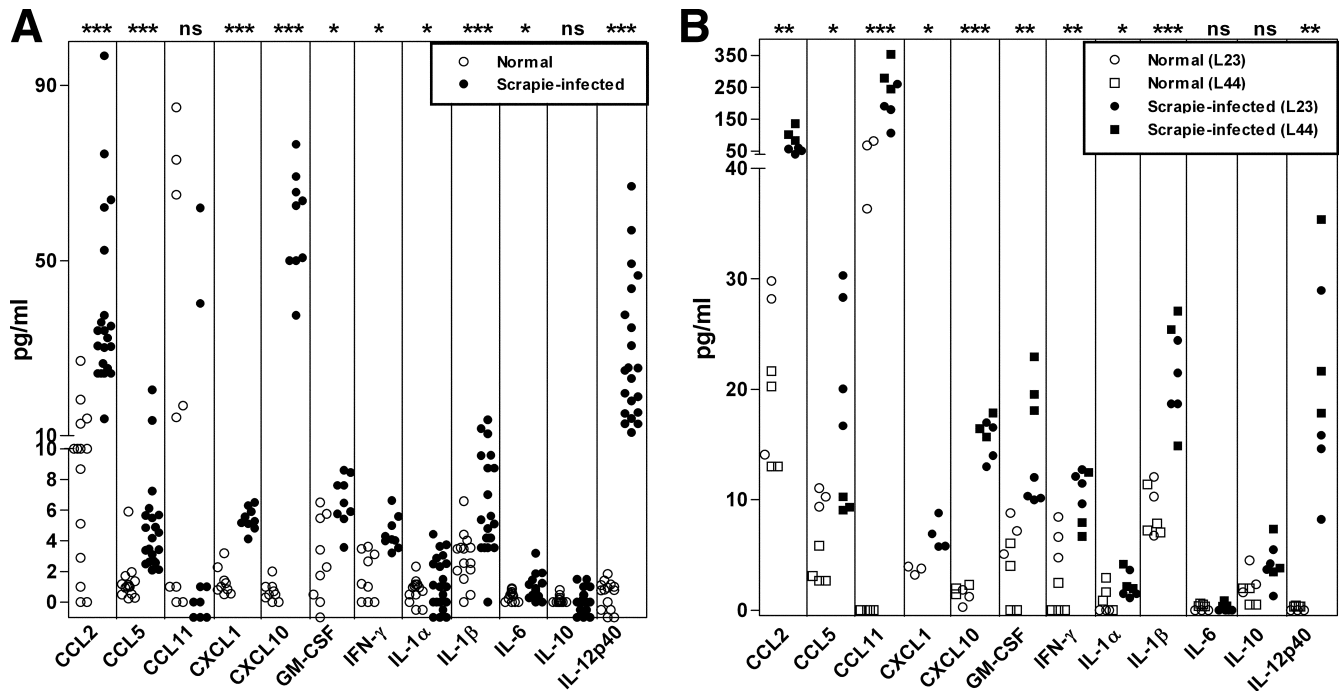 A
*** *** ns *** *** * * * *** * ns ***
Normal
Scrapie-infected
90
50
10
10
8
6
4
2
0
pg/ml
CCL2 CCL5 CCL11 CXCL1 CXCL10 GM-CSF IFN-γ IL-1α IL-1β IL-6 IL-10 IL-12p40
B
** * *** * *** ** ** * *** ns ns **
Normal (L23)
Normal (L44)
Scrapie-infected (L23)
Scrapie-infected (L44)
350
250
150
50
40
30
20
10
0
pg/ml
CCL2 CCL5 CCL11 CXCL1 CXCL10 GM-CSF IFN-γ IL-1α IL-1β IL-6 IL-10 IL-12p40